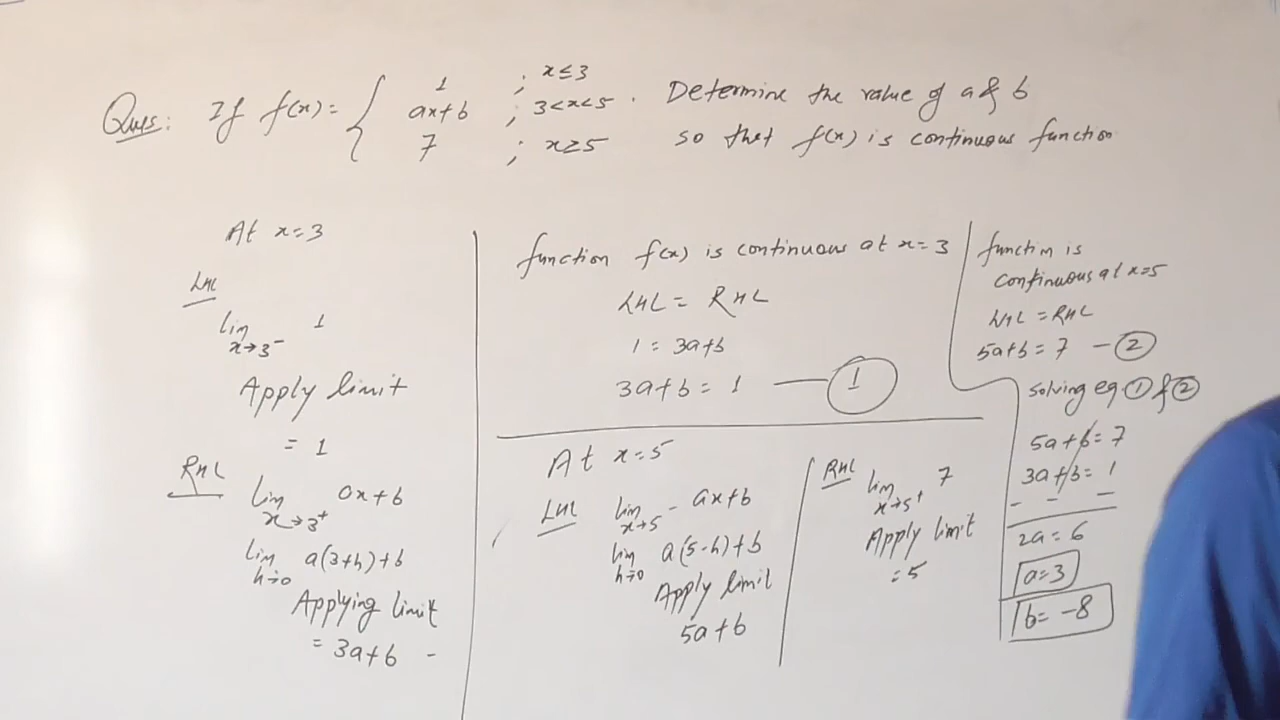 Ques: If f(x) = { 1 ; x ≤ 3
ax+b ; 3<x<5 . Determine the value of a & b
7 ; x ≥ 5 so that f(x) is continuous function
At x=3
LHL
lim x→3⁻ 1
Apply limit
= 1
RHL
lim x→3⁺ ax+b
lim h→0 a(3+h)+b
Applying limit
= 3a+b -
function f(x) is continuous at x=3
LHL = RHL
1 = 3a+b
3a+b = 1 — ①
At x=5
LHL lim x→5⁻ ax+b
lim h→0 a(5-h)+b
Apply limit
5a+b
RHL lim x→5⁺ 7
Apply limit
= 5
function is
continuous at x=5
LHL = RHL
5a+b = 7 — ②
solving eq ① & ②
5a+b = 7
3a+b = 1
- - -
2a = 6
a=3
b= -8